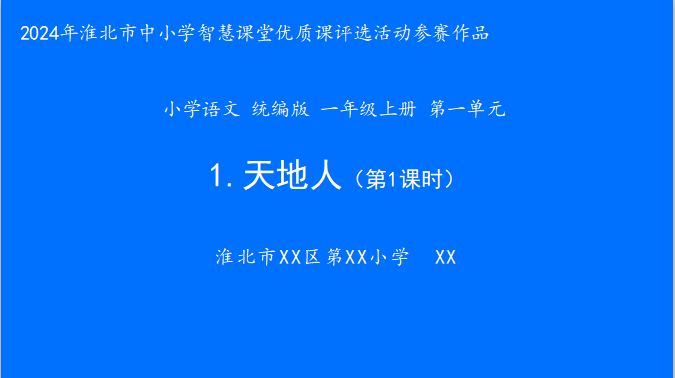 2024年淮北市中小学智慧课堂优质课评选活动参赛作品
小学语文 统编版 一年级上册 第一单元
1.天地人（第1课时）
淮北市XX区第XX小学 XX